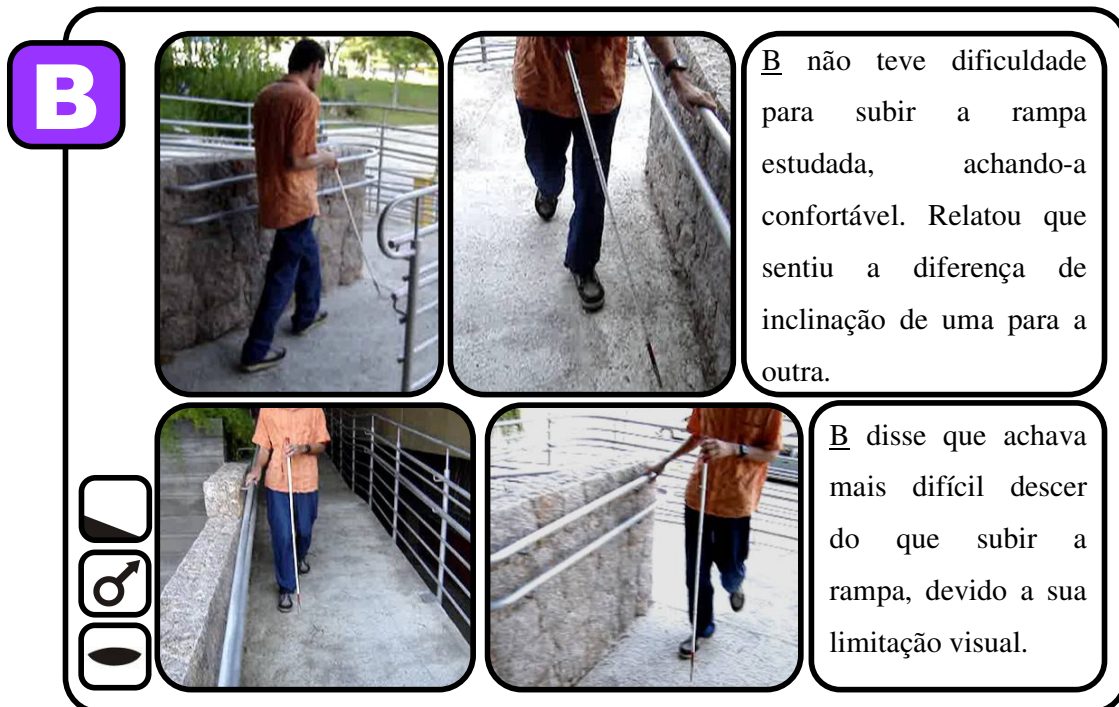 B
B não teve dificuldade
para subir a rampa
estudada, achando-a
confortável. Relatou que
sentiu a diferença de
inclinação de uma para a
outra.
B disse que achava
mais difícil descer
do que subir a
rampa, devido a sua
limitação visual.